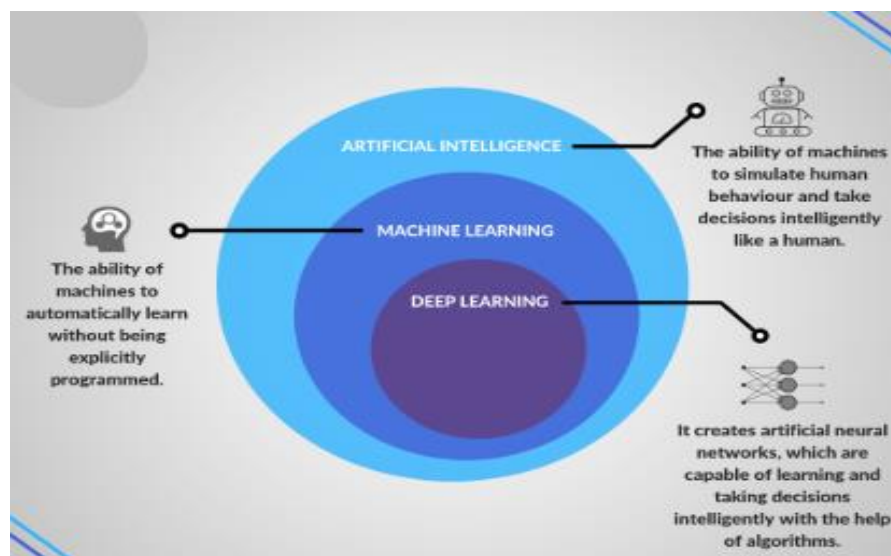 ARTIFICIAL INTELLIGENCE
The ability of machines
to simulate human
behaviour and take
decisions intelligently
like a human.
MACHINE LEARNING
The ability of
machines to
automatically learn
without being
explicitly
programmed.
DEEP LEARNING
It creates artificial neural
networks, which are
capable of learning and
taking decisions
intelligently with the help
of algorithms.